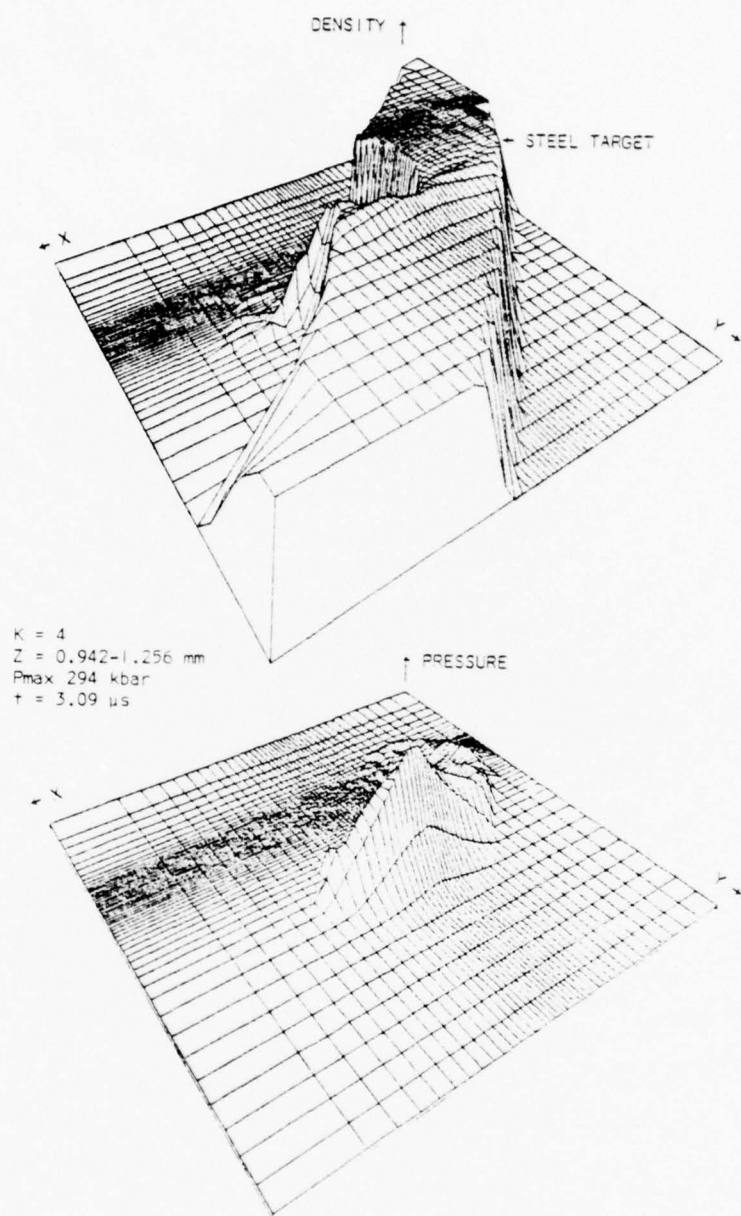 DENSITY ↑
← STEEL TARGET
← X
Y →
K = 4
Z = 0.942-1.256 mm
Pmax 294 kbar
t = 3.09 μs
↑ PRESSURE
← X
Y →